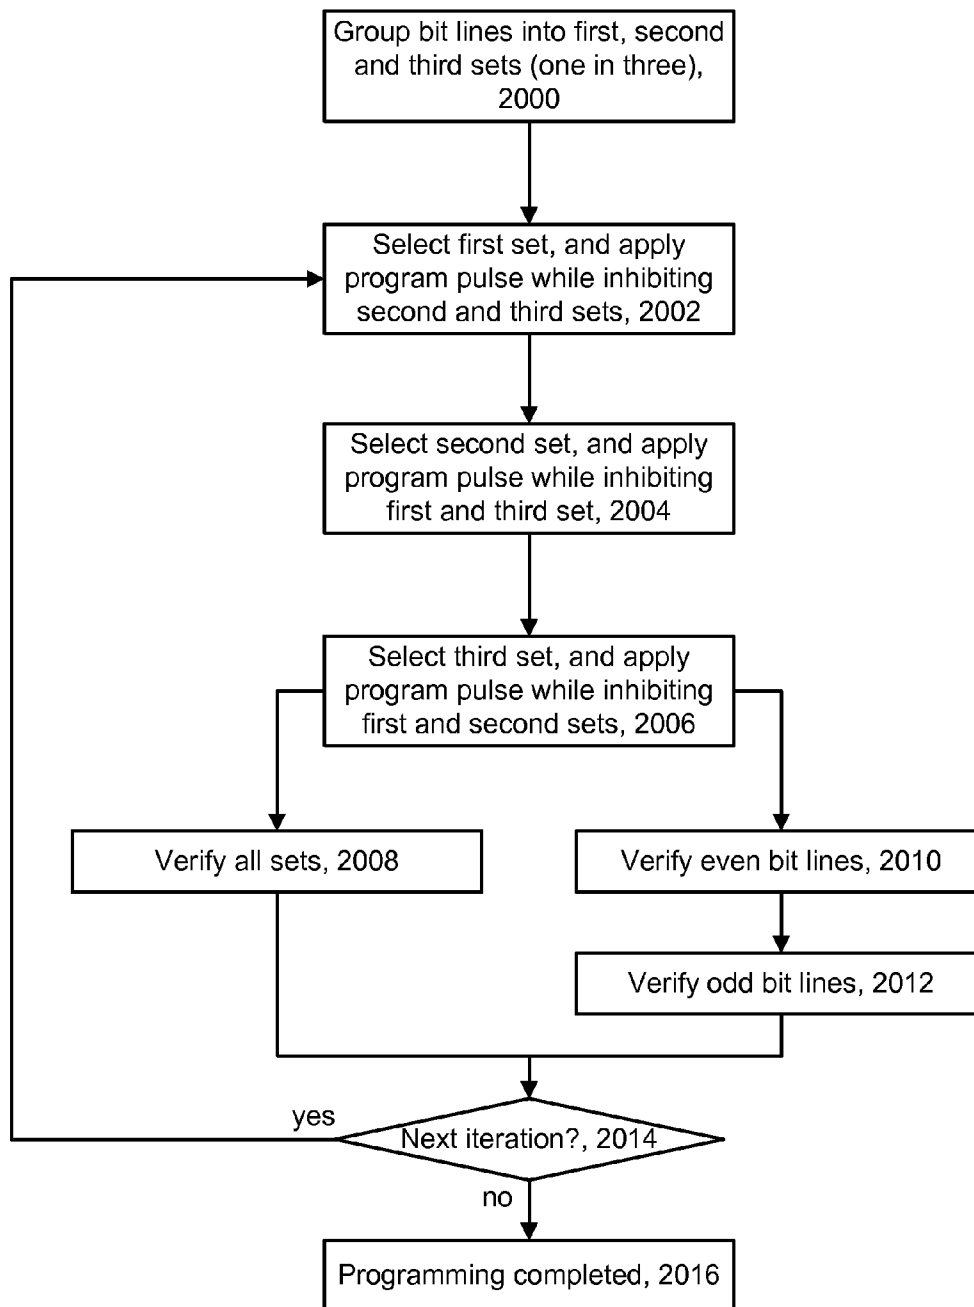 Group bit lines into first, second
and third sets (one in three),
2000
Select first set, and apply
program pulse while inhibiting
second and third sets, 2002
Select second set, and apply
program pulse while inhibiting
first and third set, 2004
Select third set, and apply
program pulse while inhibiting
first and second sets, 2006
Verify all sets, 2008
Verify even bit lines, 2010
Verify odd bit lines, 2012
yes
Next iteration?, 2014
no
Programming completed, 2016